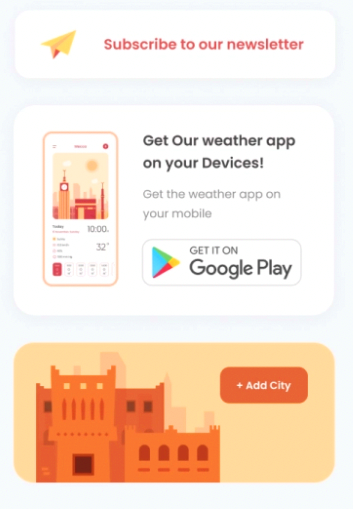 Subscribe to our newsletter
Get Our weather app
on your Devices!
Get the weather app on
your mobile
Today
10:00
32°
GET IT ON
Google Play
+ Add City